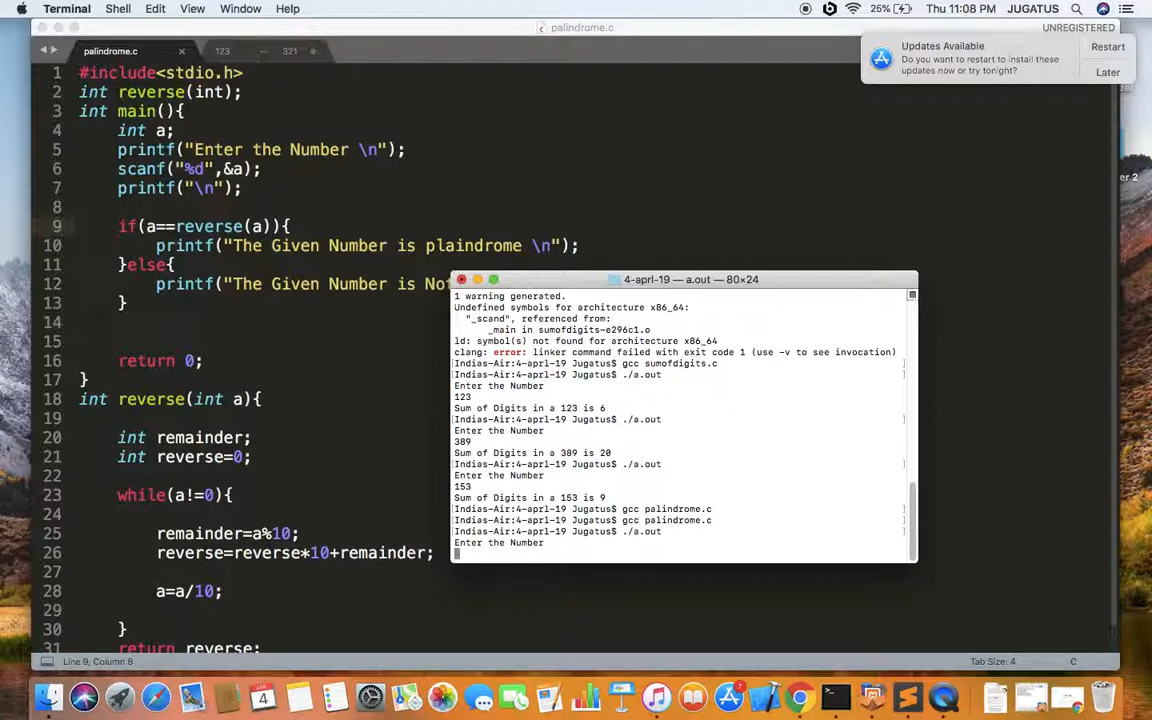 Terminal Shell Edit View Window Help 25% Thu 11:08 PM JUGATUS
palindrome.c
UNREGISTERED
palindrome.c 123 321
Updates Available
Do you want to restart to install these
updates now or try tonight?
Restart
Later
1 #include<stdio.h>
2 int reverse(int);
3 int main(){
4 int a;
5 printf("Enter the Number \n");
6 scanf("%d",&a);
7 printf("\n");
8
9 if(a==reverse(a)){
10 printf("The Given Number is plaindrome \n");
11 }else{
12 printf("The Given Number is No
13 }
14
15
16 return 0;
17 }
18 int reverse(int a){
19
20 int remainder;
21 int reverse=0;
22
23 while(a!=0){
24
25 remainder=a%10;
26 reverse=reverse*10+remainder;
27
28 a=a/10;
29
30 }
31 return reverse;
4-aprl-19 — a.out — 80×24
1 warning generated.
Undefined symbols for architecture x86_64:
"_scand", referenced from:
_main in sumofdigits-e296c1.o
ld: symbol(s) not found for architecture x86_64
clang: error: linker command failed with exit code 1 (use -v to see invocation)
[Indias-Air:4-aprl-19 Jugatus$ gcc sumofdigits.c ]
[Indias-Air:4-aprl-19 Jugatus$ ./a.out ]
Enter the Number
123
Sum of Digits in a 123 is 6
[Indias-Air:4-aprl-19 Jugatus$ ./a.out ]
Enter the Number
389
Sum of Digits in a 389 is 20
[Indias-Air:4-aprl-19 Jugatus$ ./a.out ]
Enter the Number
153
Sum of Digits in a 153 is 9
[Indias-Air:4-aprl-19 Jugatus$ gcc palindrome.c ]
[Indias-Air:4-aprl-19 Jugatus$ gcc palindrome.c ]
[Indias-Air:4-aprl-19 Jugatus$ ./a.out ]
Enter the Number
er 2
Line 9, Column 8
Tab Size: 4
C
APR
4
7